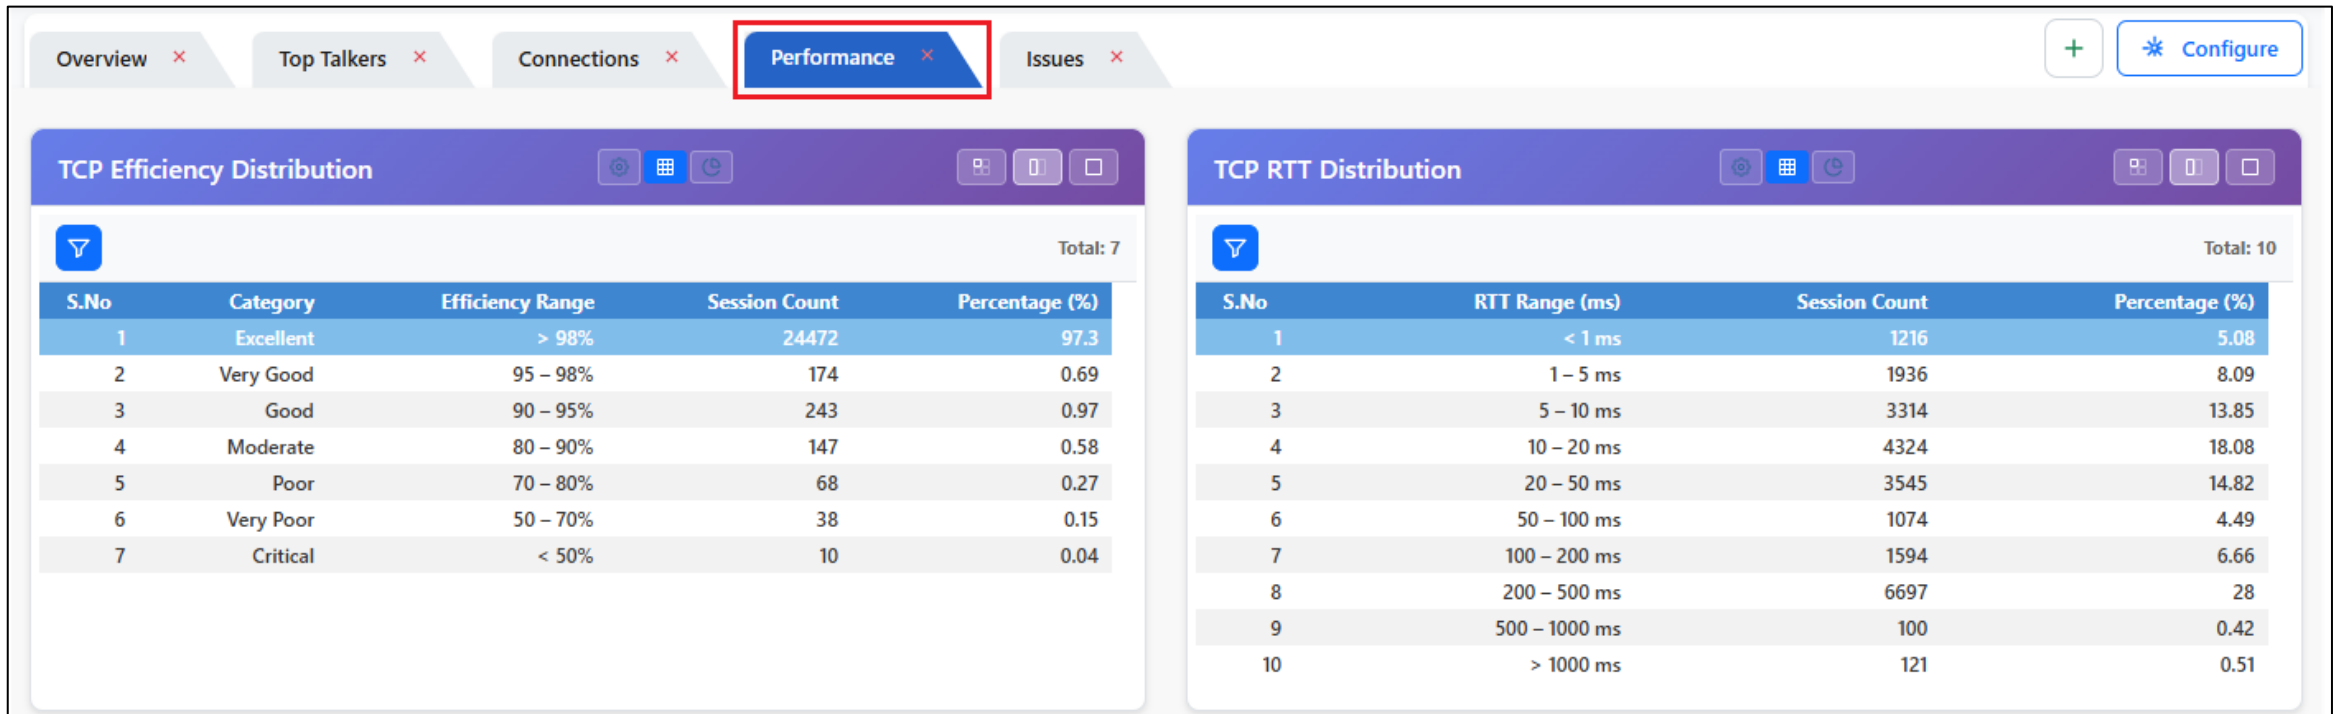 Overview × Top Talkers × Connections × Performance × Issues × + Configure
TCP Efficiency Distribution
Total: 7
S.No Category Efficiency Range Session Count Percentage (%)
1 Excellent > 98% 24472 97.3
2 Very Good 95 – 98% 174 0.69
3 Good 90 – 95% 243 0.97
4 Moderate 80 – 90% 147 0.58
5 Poor 70 – 80% 68 0.27
6 Very Poor 50 – 70% 38 0.15
7 Critical < 50% 10 0.04
TCP RTT Distribution
Total: 10
S.No RTT Range (ms) Session Count Percentage (%)
1 < 1 ms 1216 5.08
2 1 – 5 ms 1936 8.09
3 5 – 10 ms 3314 13.85
4 10 – 20 ms 4324 18.08
5 20 – 50 ms 3545 14.82
6 50 – 100 ms 1074 4.49
7 100 – 200 ms 1594 6.66
8 200 – 500 ms 6697 28
9 500 – 1000 ms 100 0.42
10 > 1000 ms 121 0.51